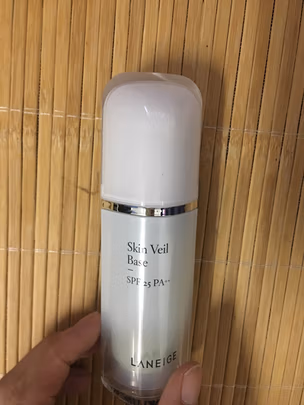 Skin Veil
Base
SPF 25 PA++
LANEIGE